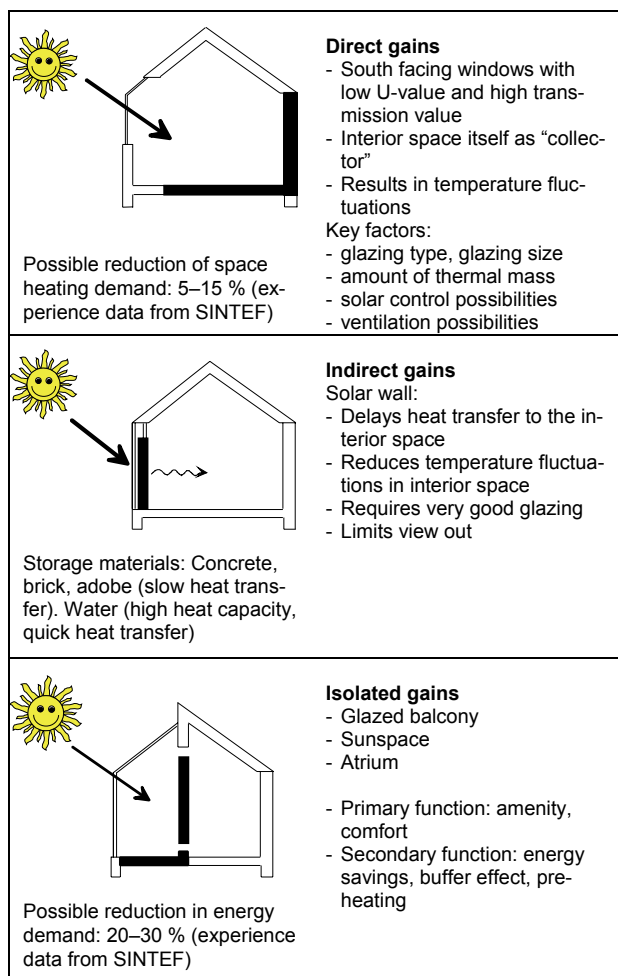 Direct gains
- South facing windows with
low U-value and high trans-
mission value
- Interior space itself as “collec-
tor”
- Results in temperature fluc-
tuations
Key factors:
- glazing type, glazing size
- amount of thermal mass
- solar control possibilities
- ventilation possibilities
Possible reduction of space
heating demand: 5–15 % (ex-
perience data from SINTEF)
Indirect gains
Solar wall:
- Delays heat transfer to the in-
terior space
- Reduces temperature fluctua-
tions in interior space
- Requires very good glazing
- Limits view out
Storage materials: Concrete,
brick, adobe (slow heat trans-
fer). Water (high heat capacity,
quick heat transfer)
Isolated gains
- Glazed balcony
- Sunspace
- Atrium
- Primary function: amenity,
comfort
- Secondary function: energy
savings, buffer effect, pre-
heating
Possible reduction in energy
demand: 20–30 % (experience
data from SINTEF)